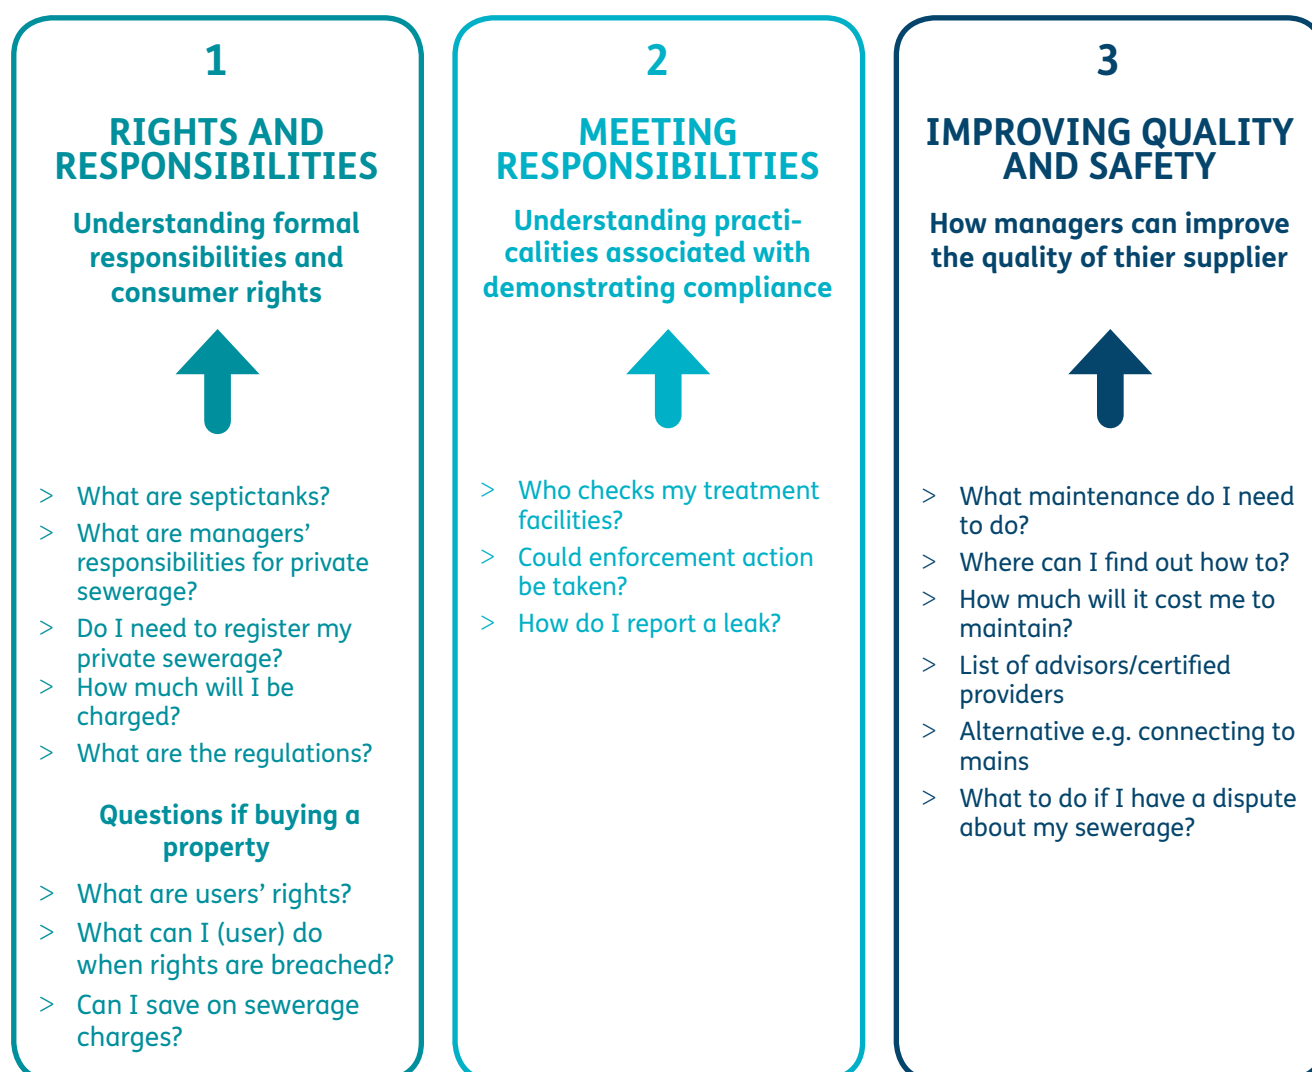 1
RIGHTS AND
RESPONSIBILITIES
Understanding formal
responsibilities and
consumer rights
> What are septictanks?
> What are managers’
responsibilities for private
sewerage?
> Do I need to register my
private sewerage?
> How much will I be
charged?
> What are the regulations?
Questions if buying a
property
> What are users’ rights?
> What can I (user) do
when rights are breached?
> Can I save on sewerage
charges?
2
MEETING
RESPONSIBILITIES
Understanding practi-
calities associated with
demonstrating compliance
> Who checks my treatment
facilities?
> Could enforcement action
be taken?
> How do I report a leak?
3
IMPROVING QUALITY
AND SAFETY
How managers can improve
the quality of thier supplier
> What maintenance do I need
to do?
> Where can I find out how to?
> How much will it cost me to
maintain?
> List of advisors/certified
providers
> Alternative e.g. connecting to
mains
> What to do if I have a dispute
about my sewerage?